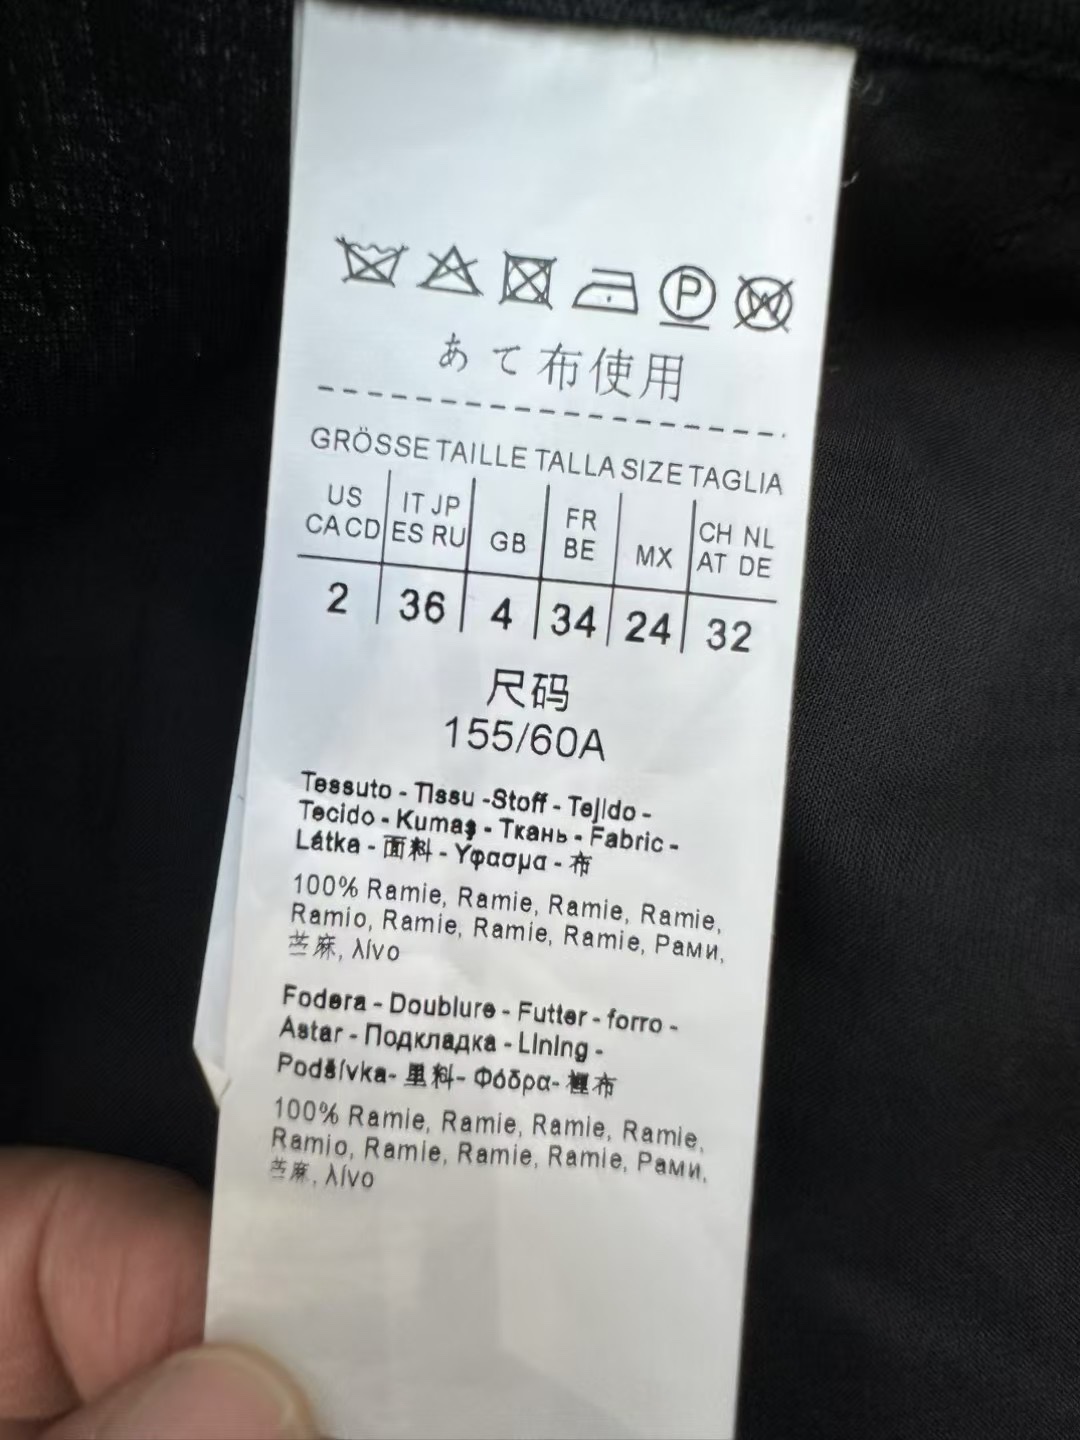 P W
あて布使用
GRÖSSE TAILLE TALLA SIZE TAGLIA
US CA CD
IT JP ES RU
GB
FR BE
MX
CH NL AT DE
2 36 4 34 24 32
尺码
155/60A
Tessuto - Tissu -Stoff - Tejido -
Tecido - Kumaş - Ткань - Fabric -
Látka - 面料 - Υφασμα - 布
100% Ramie, Ramie, Ramie, Ramie,
Ramio, Ramie, Ramie, Ramie, Рами,
苎麻, λίνο
Fodera - Doublure - Futter - forro -
Astar - Подкладка - Lining -
Podšívka- 里料- Φόδρα- 裡布
100% Ramie, Ramie, Ramie, Ramie,
Ramio, Ramie, Ramie, Ramie, Рами,
苎麻, λίνο